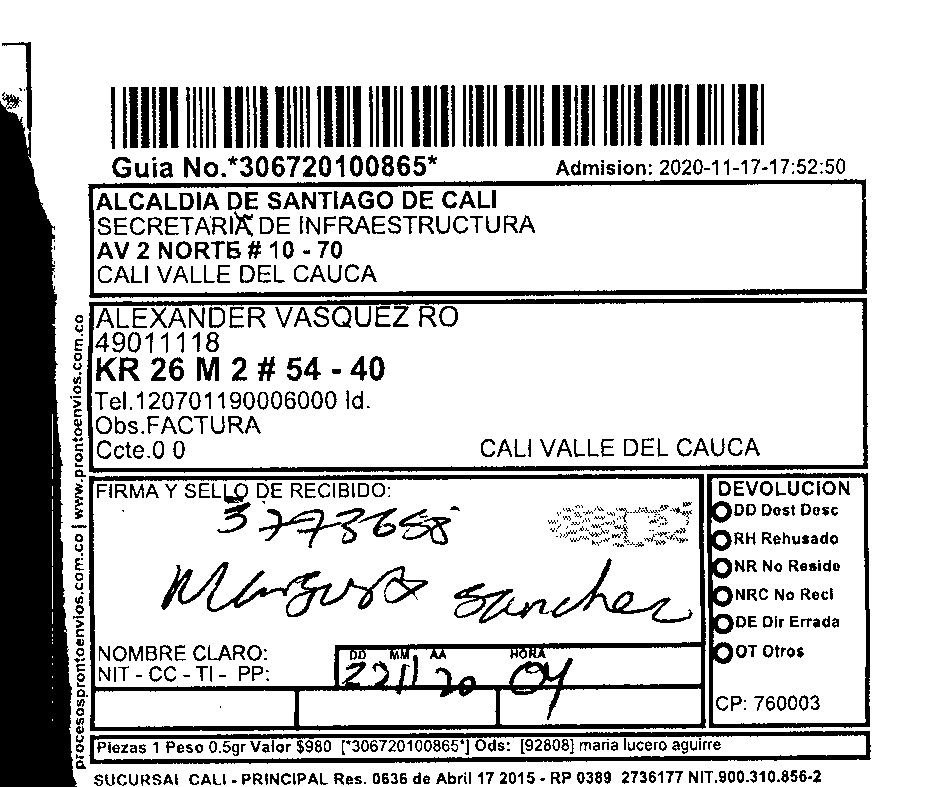 Guia No.*306720100865*
Admision: 2020-11-17-17:52:50
ALCALDIA DE SANTIAGO DE CALI
SECRETARIA DE INFRAESTRUCTURA
AV 2 NORTE # 10 - 70
CALI VALLE DEL CAUCA
ALEXANDER VASQUEZ RO
49011118
KR 26 M 2 # 54 - 40
Tel.120701190006000 Id.
Obs.FACTURA
Ccte.0 0 CALI VALLE DEL CAUCA
procesosprontoenvios.com.co | www.prontoenvios.com.co
FIRMA Y SELLO DE RECIBIDO:
3773658
Sanchez
NOMBRE CLARO:
NIT - CC - TI - PP:
DD MM AA HORA
22 11 20 04
DEVOLUCION
DD Dest Desc
RH Rehusado
NR No Reside
NRC No Recl
DE Dir Errada
OT Otros
CP: 760003
Piezas 1 Peso 0.5gr Valor $980 [*306720100865*] Ods: [92808] maria lucero aguirre
SUCURSAL CALI - PRINCIPAL Res. 0636 de Abril 17 2015 - RP 0389 2736177 NIT.900.310.856-2